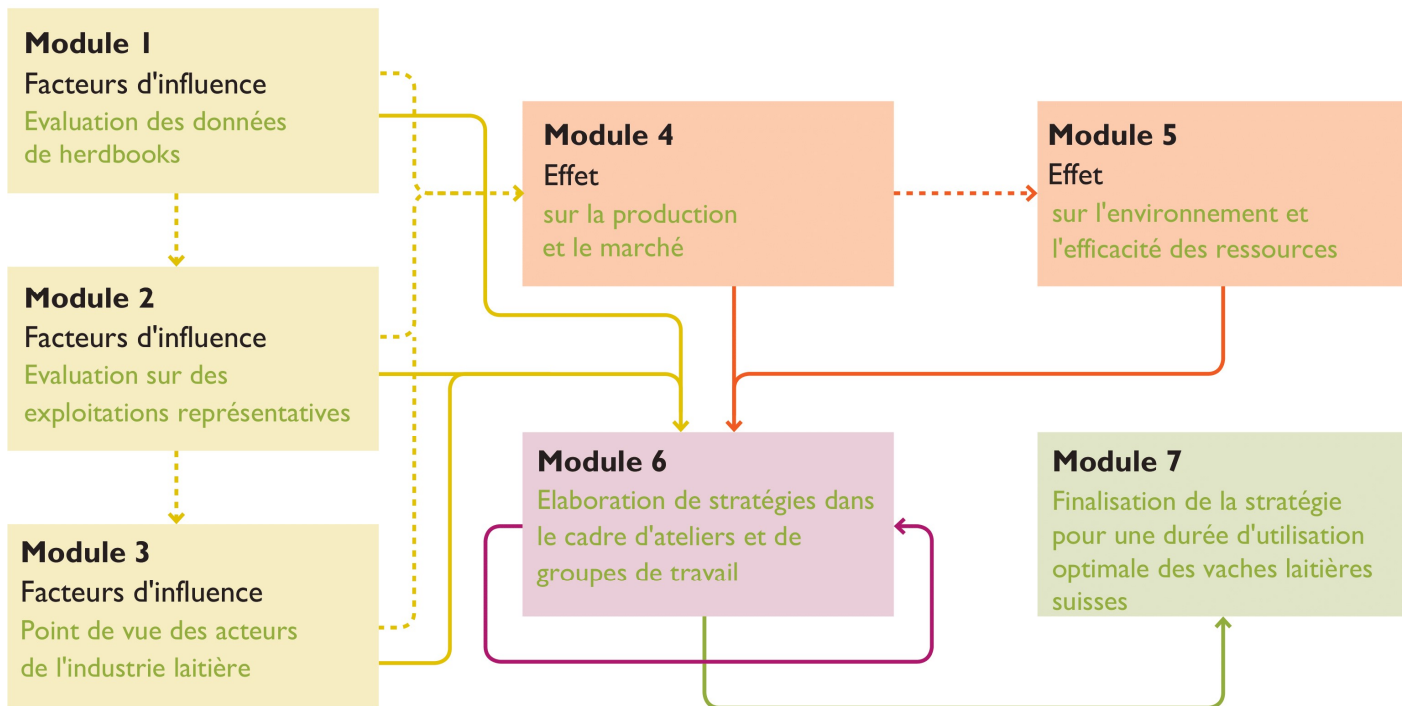 Module 1
Facteurs d'influence
Evaluation des données
de herdbooks
Module 2
Facteurs d'influence
Evaluation sur des
exploitations représentatives
Module 3
Facteurs d'influence
Point de vue des acteurs
de l'industrie laitière
Module 4
Effet
sur la production
et le marché
Module 5
Effet
sur l'environnement et
l'efficacité des ressources
Module 6
Elaboration de stratégies dans
le cadre d'ateliers et de
groupes de travail
Module 7
Finalisation de la stratégie
pour une durée d'utilisation
optimale des vaches laitières
suisses